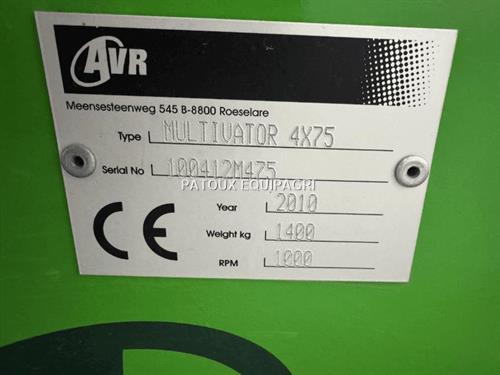 AVR
Meensesteenweg 545 B-8800 Roeselare
Type MULTIVATOR 4X75
Serial No 100412M475
PATOUX EQUIPAGRI
Year 2010
Weight kg 1400
RPM 1000
CE